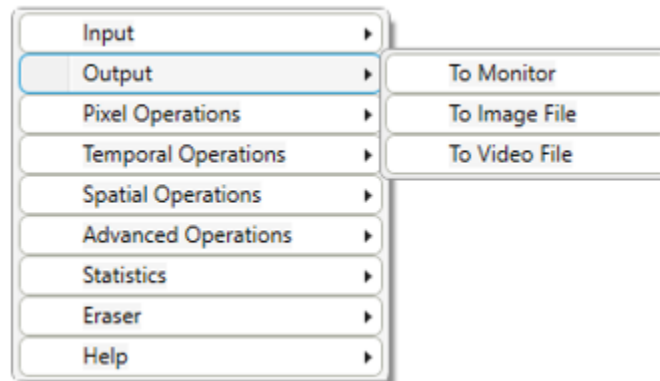 Input
Output
To Monitor
Pixel Operations
To Image File
Temporal Operations
To Video File
Spatial Operations
Advanced Operations
Statistics
Eraser
Help